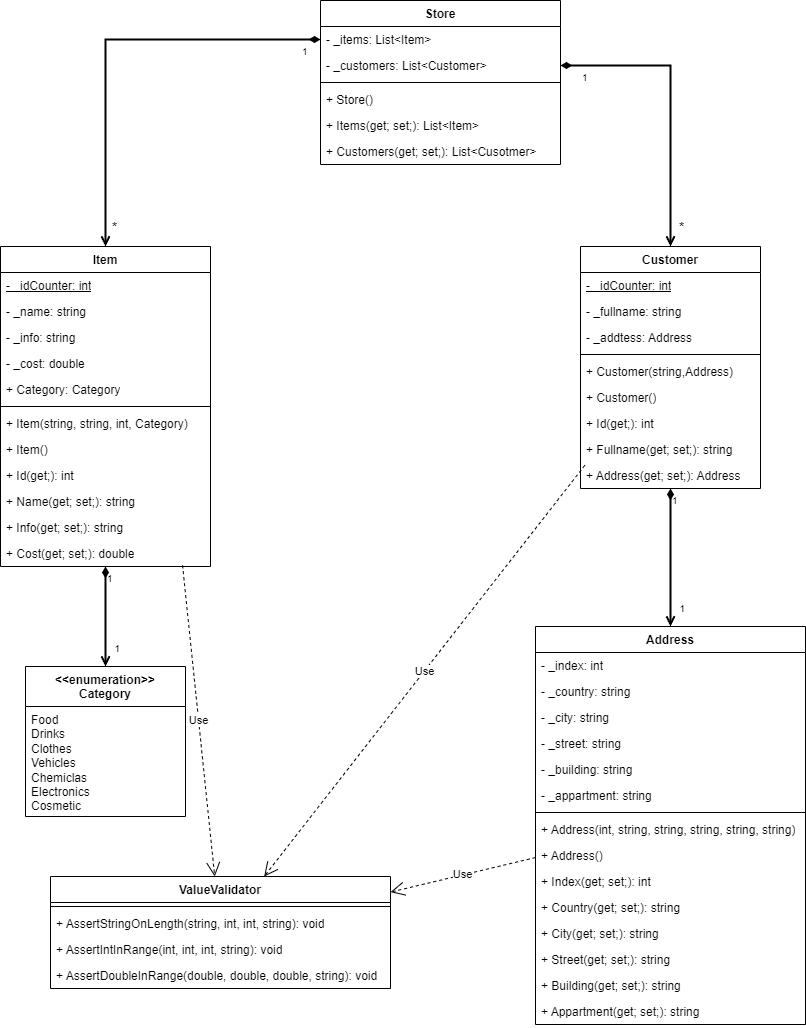 Store
- _items: List<Item>
- _customers: List<Customer>
+ Store()
+ Items(get; set;): List<Item>
+ Customers(get; set;): List<Cusotmer>
1
1
*
*
Item
- _idCounter: int
- _name: string
- _info: string
- _cost: double
+ Category: Category
+ Item(string, string, int, Category)
+ Item()
+ Id(get;): int
+ Name(get; set;): string
+ Info(get; set;): string
+ Cost(get; set;): double
Customer
- _idCounter: int
- _fullname: string
- _addtess: Address
+ Customer(string,Address)
+ Customer()
+ Id(get;): int
+ Fullname(get; set;): string
+ Address(get; set;): Address
1
1
1
1
<<enumeration>>
Category
Food
Drinks
Clothes
Vehicles
Chemiclas
Electronics
Cosmetic
Use
Use
Use
Address
- _index: int
- _country: string
- _city: string
- _street: string
- _building: string
- _appartment: string
+ Address(int, string, string, string, string, string)
+ Address()
+ Index(get; set;): int
+ Country(get; set;): string
+ City(get; set;): string
+ Street(get; set;): string
+ Building(get; set;): string
+ Appartment(get; set;): string
ValueValidator
+ AssertStringOnLength(string, int, int, string): void
+ AssertIntInRange(int, int, int, string): void
+ AssertDoubleInRange(double, double, double, string): void